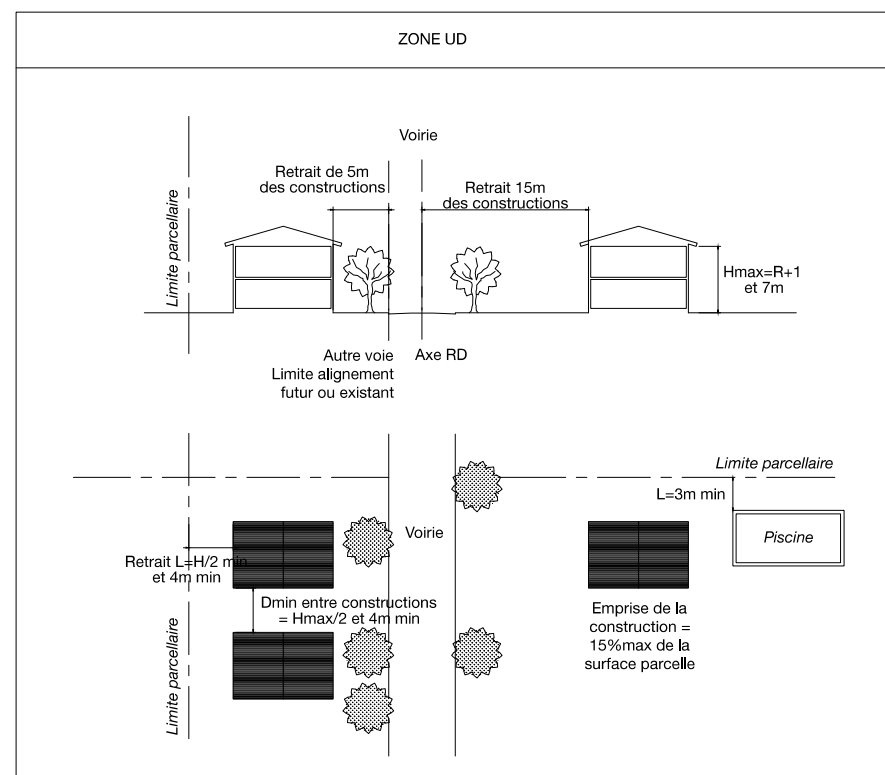 ZONE UD
Voirie
Retrait de 5m
des constructions
Retrait 15m
des constructions
Limite parcellaire
Hmax=R+1
et 7m
Autre voie
Limite alignement
futur ou existant
Axe RD
Limite parcellaire
L=3m min
Voirie
Piscine
Retrait L=H/2 min
et 4m min
Dmin entre constructions
= Hmax/2 et 4m min
Emprise de la
construction =
15%max de la
surface parcelle
Limite parcellaire